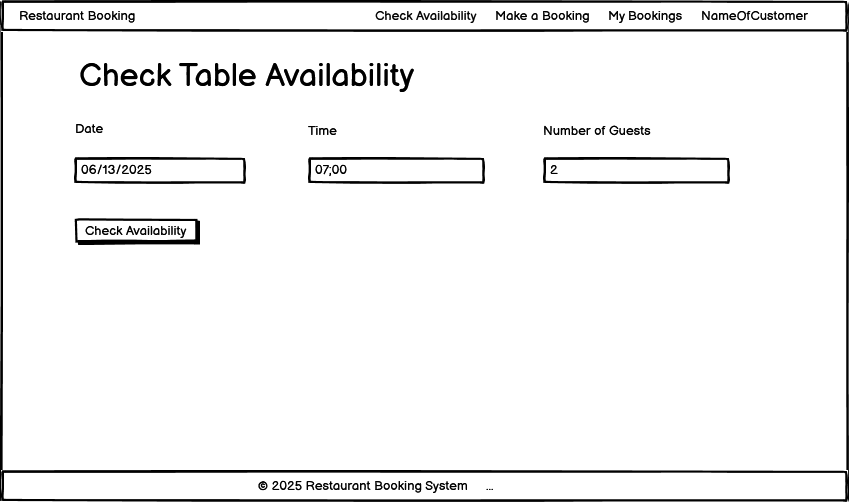 Restaurant Booking Check Availability Make a Booking My Bookings NameOfCustomer
Check Table Availability
Date Time Number of Guests
06/13/2025 07;00 2
Check Availability
© 2025 Restaurant Booking System ...